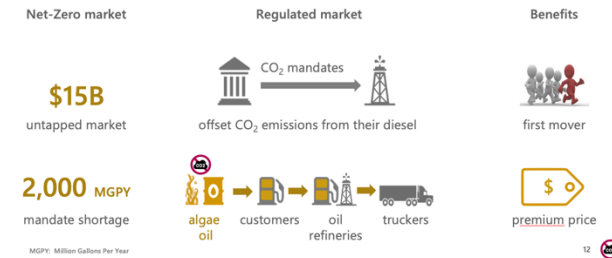 Net-Zero market
Regulated market
Benefits
$15B
untapped market
CO₂ mandates
offset CO₂ emissions from their diesel
first mover
2,000 MGPY
mandate shortage
algae
oil
customers
oil
refineries
truckers
$
premium price
MGPY: Million Gallons Per Year
12